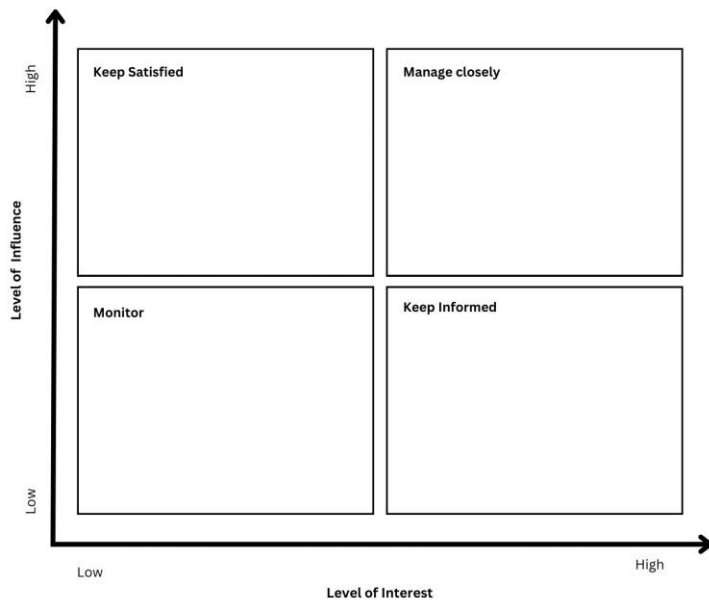 High
Keep Satisfied
Manage closely
Level of Influence
Monitor
Keep Informed
Low
Low
High
Level of Interest